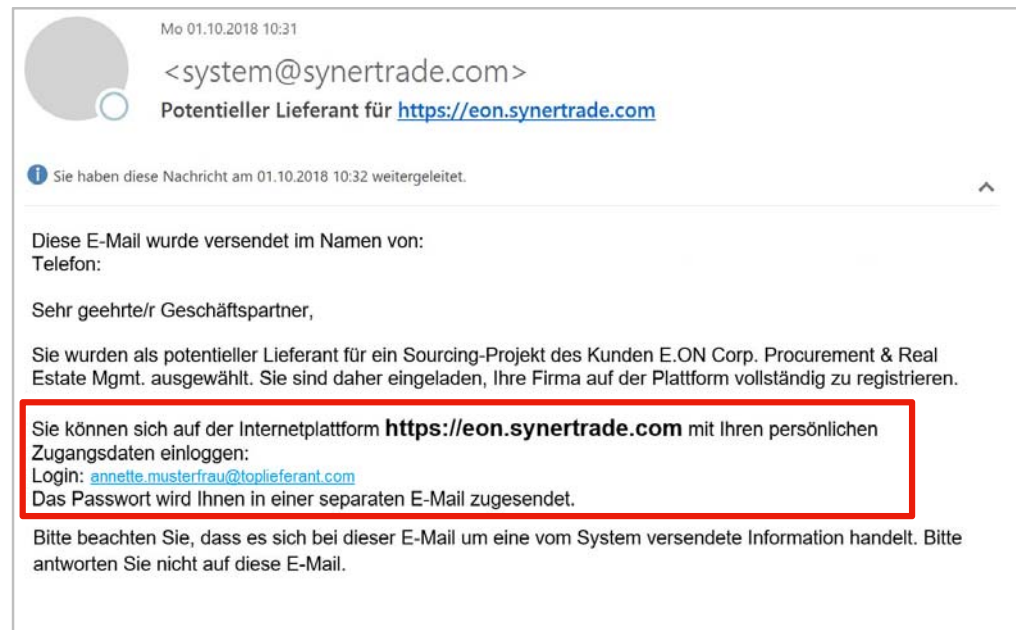 Mo 01.10.2018 10:31
<system@synertrade.com>
Potentieller Lieferant für https://eon.synertrade.com
Sie haben diese Nachricht am 01.10.2018 10:32 weitergeleitet.
Diese E-Mail wurde versendet im Namen von:
Telefon:
Sehr geehrte/r Geschäftspartner,
Sie wurden als potentieller Lieferant für ein Sourcing-Projekt des Kunden E.ON Corp. Procurement & Real
Estate Mgmt. ausgewählt. Sie sind daher eingeladen, Ihre Firma auf der Plattform vollständig zu registrieren.
Sie können sich auf der Internetplattform https://eon.synertrade.com mit Ihren persönlichen
Zugangsdaten einloggen:
Login: annette.musterfrau@toplieferant.com
Das Passwort wird Ihnen in einer separaten E-Mail zugesendet.
Bitte beachten Sie, dass es sich bei dieser E-Mail um eine vom System versendete Information handelt. Bitte
antworten Sie nicht auf diese E-Mail.